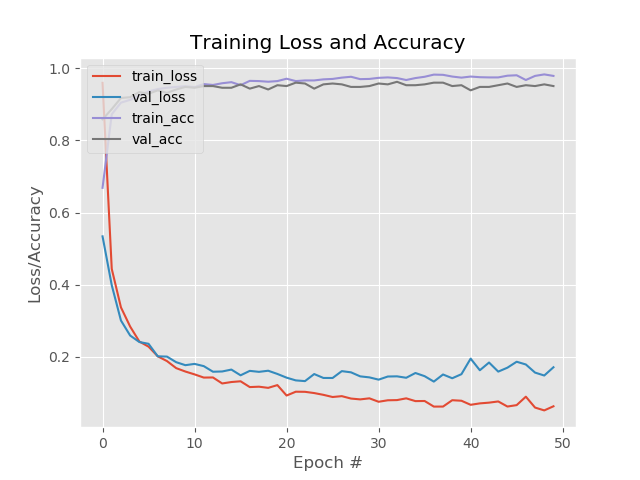 Training Loss and Accuracy
train_loss
val_loss
train_acc
val_acc
1.0
0.8
0.6
0.4
0.2
Loss/Accuracy
0 10 20 30 40 50
Epoch #